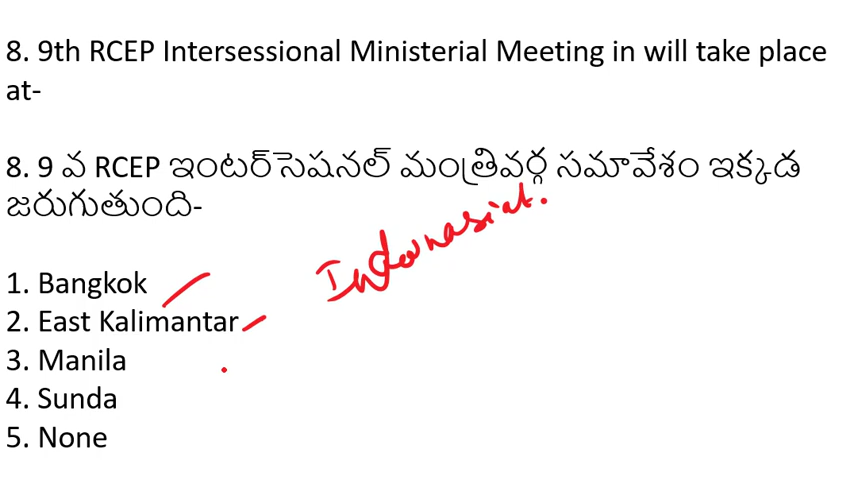 8. 9th RCEP Intersessional Ministerial Meeting in will take place
at-
8. 9 వ RCEP ఇంటర్‌సెషనల్ మంత్రివర్గ సమావేశం ఇక్కడ
జరుగుతుంది-
1. Bangkok
2. East Kalimantar
3. Manila
4. Sunda
5. None